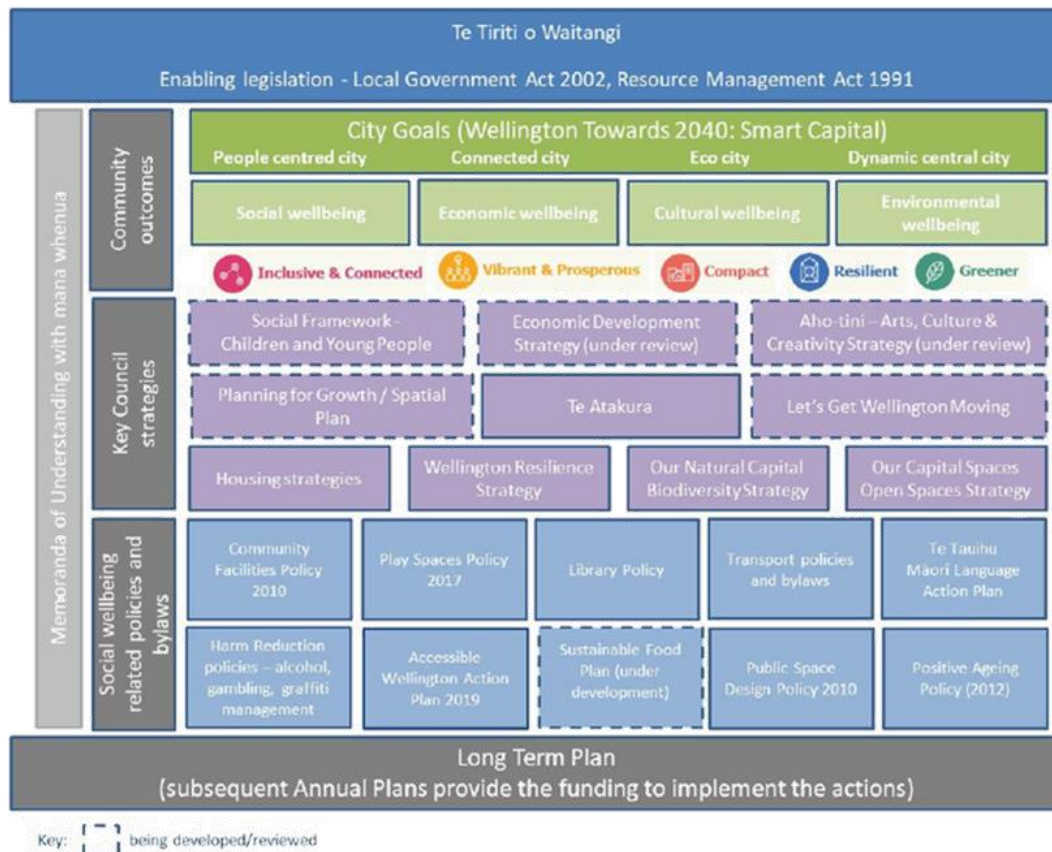 Te Tiriti o Waitangi
Enabling legislation - Local Government Act 2002, Resource Management Act 1991
Memoranda of Understanding with mana whenua
Community
outcomes
City Goals (Wellington Towards 2040: Smart Capital)
People centred city
Connected city
Eco city
Dynamic central city
Social wellbeing
Economic wellbeing
Cultural wellbeing
Environmental
wellbeing
Inclusive & Connected
Vibrant & Prosperous
Compact
Resilient
Greener
Key Council
strategies
Social Framework–
Children and Young People
Economic Development
Strategy (under review)
Aho-tini – Arts, Culture &
Creativity Strategy (under review)
Planning for Growth / Spatial
Plan
Te Atakura
Let's Get Wellington Moving
Housing strategies
Wellington Resilience
Strategy
Our Natural Capital
Biodiversity Strategy
Our Capital Spaces
Open Spaces Strategy
Social wellbeing
related policies and
bylaws
Community
Facilities Policy
2010
Play Spaces Policy
2017
Library Policy
Transport policies
and bylaws
Te Tauihu
Māori Language
Action Plan
Harm Reduction
policies – alcohol,
gambling, graffiti
management
Accessible
Wellington Action
Plan 2019
Sustainable Food
Plan (under
development)
Public Space
Design Policy 2010
Positive Ageing
Policy (2012)
Long Term Plan
(subsequent Annual Plans provide the funding to implement the actions)
Key:
being developed/reviewed